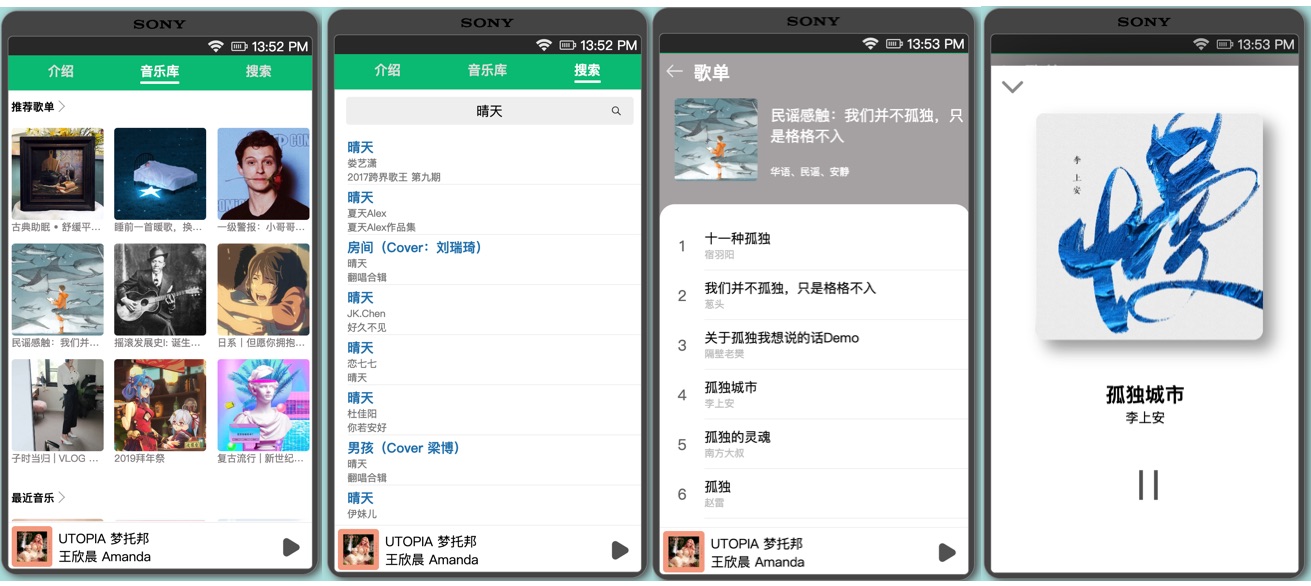 SONY
13:52 PM
介绍
音乐库
搜索
推荐歌单
古典助眠 • 舒缓平...
睡前一首暖歌，换...
一级警报：小哥哥...
民谣感触：我们并...
摇滚发展史I: 诞生...
日系丨但愿你拥抱...
子时当归 | VLOG ...
2019拜年祭
复古流行 | 新世纪...
最近音乐
UTOPIA 梦托邦
王欣晨 Amanda
SONY
13:52 PM
介绍
音乐库
搜索
晴天
晴天
娄艺潇
2017跨界歌王 第九期
晴天
夏天Alex
夏天Alex作品集
房间（Cover：刘瑞琦）
晴天
翻唱合辑
晴天
JK.Chen
好久不见
晴天
恋七七
晴天
晴天
杜佳阳
你若安好
男孩（Cover 梁博）
晴天
翻唱合辑
晴天
伊妹儿
UTOPIA 梦托邦
王欣晨 Amanda
SONY
13:53 PM
歌单
民谣感触：我们并不孤独，只
是格格不入
华语、民谣、安静
1
十一种孤独
宿羽阳
2
我们并不孤独，只是格格不入
葱头
3
关于孤独我想说的话Demo
隔壁老樊
4
孤独城市
李上安
5
孤独的灵魂
南方大叔
6
孤独
赵雷
UTOPIA 梦托邦
王欣晨 Amanda
SONY
13:53 PM
李上安
孤独城市
李上安